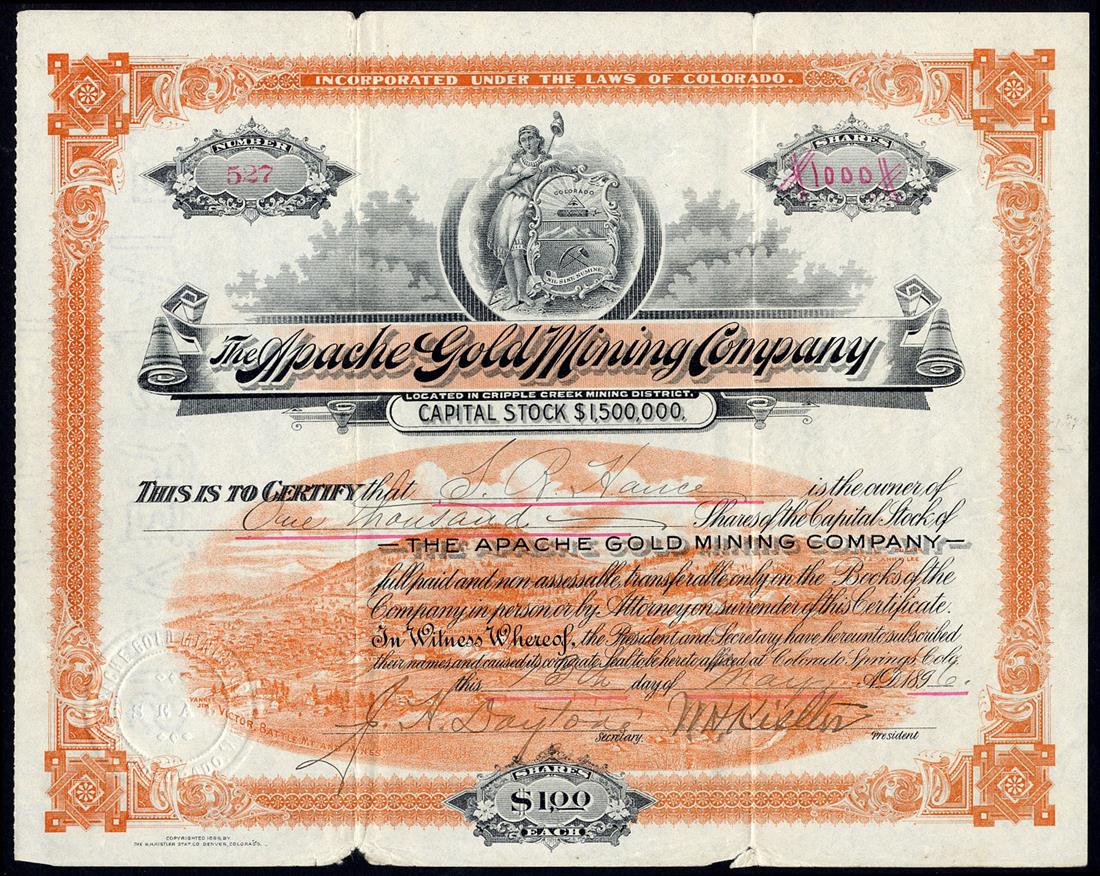 INCORPORATED UNDER THE LAWS OF COLORADO.
NUMBER
527
SHARES
1000
COLORADO
NIL SINE NUMINE
The Apache Gold Mining Company
LOCATED IN CRIPPLE CREEK MINING DISTRICT.
CAPITAL STOCK $1,500,000.
THIS IS TO CERTIFY that S. R. Hance is the owner of
One thousand Shares of the Capital Stock of
THE APACHE GOLD MINING COMPANY
full paid and non assessable, transferable only on the Books of the
Company in person or by Attorney on surrender of this Certificate.
In Witness Whereof, the President and Secretary have hereunto subscribed
their names and caused its corporate Seal to be hereto affixed at Colorado Springs Colo.
this day of May A.D. 1896.
VICTOR, BATTLE MT. AND
Secretary.
President
SHARES
$1.00
EACH
COPYRIGHTED BY
THE W.H. KISTLER STAT. CO. DENVER, COLORADO.